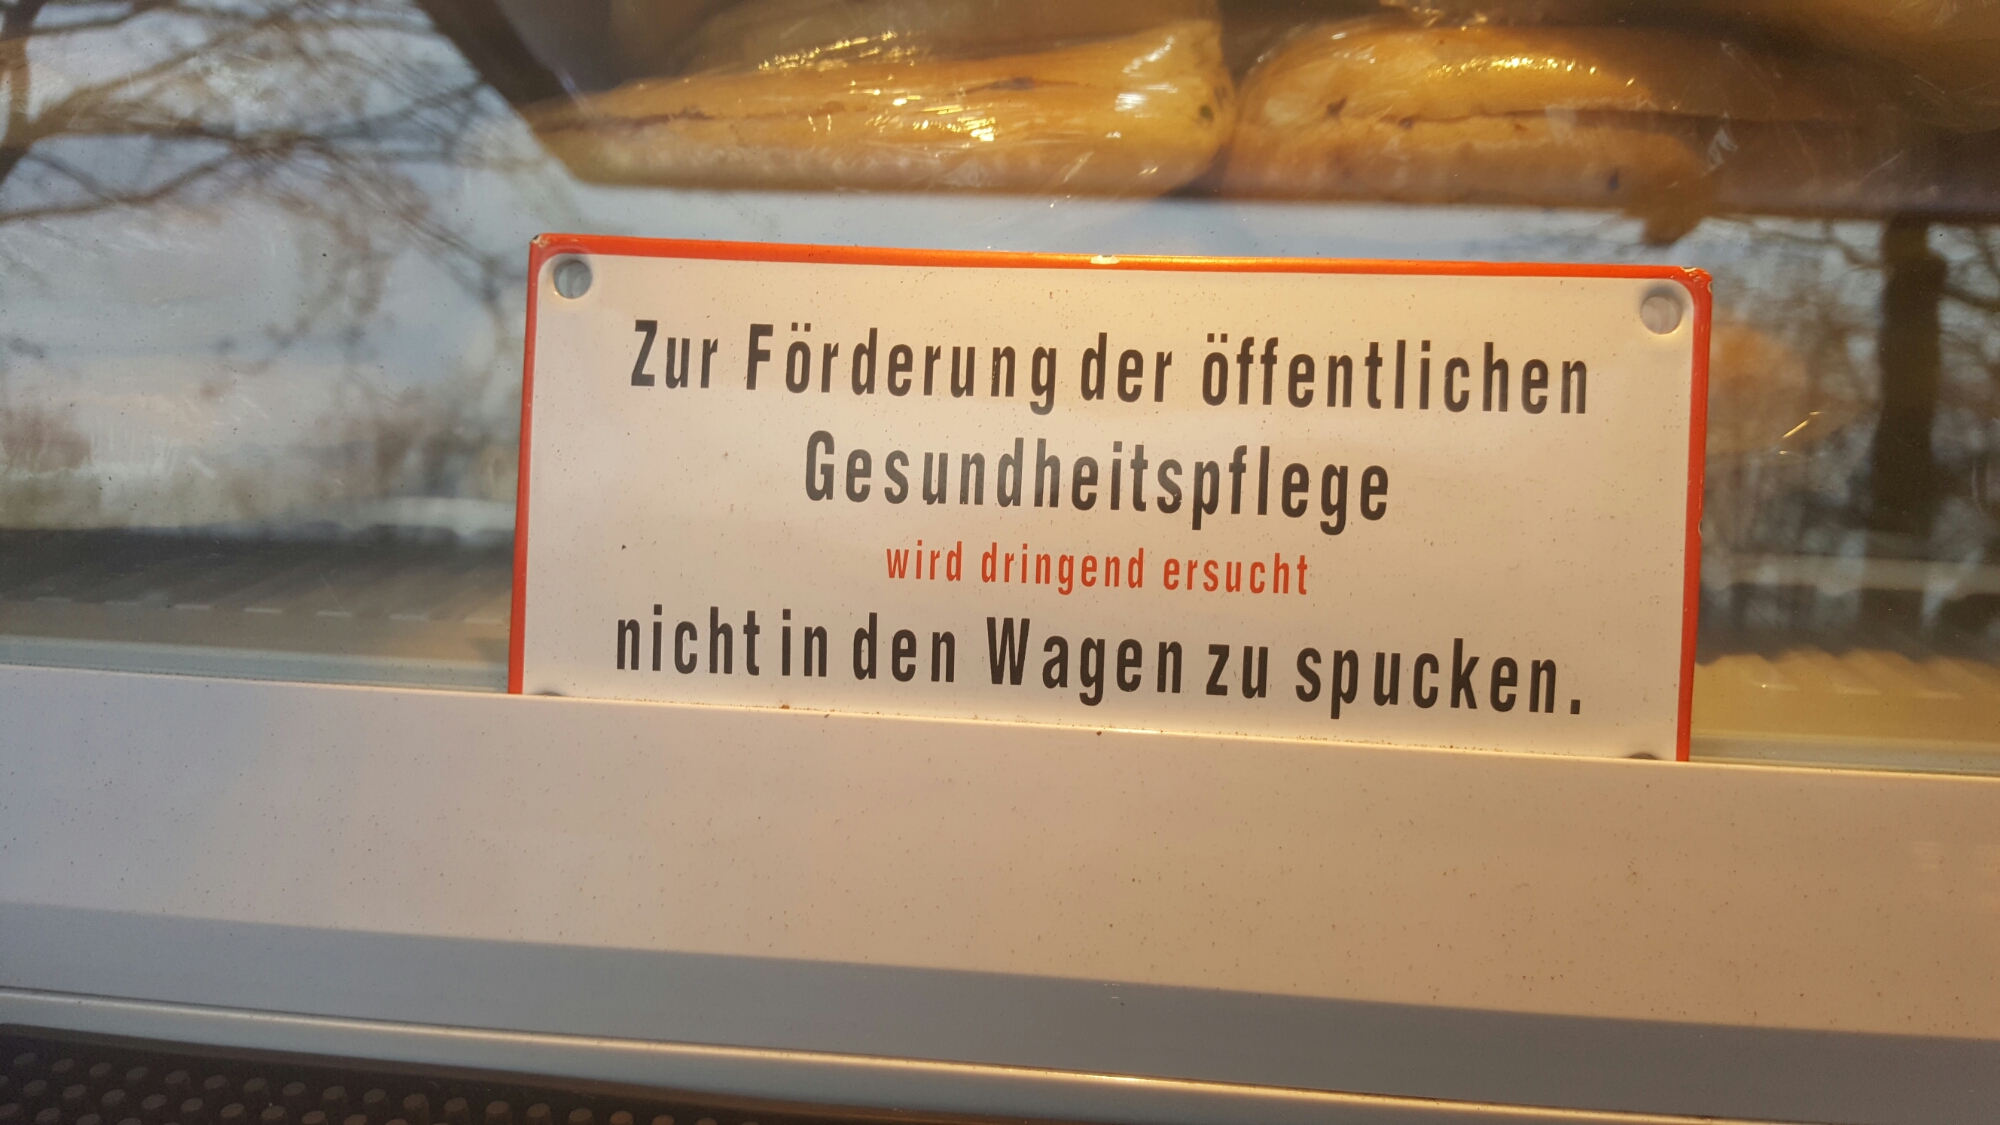 Zur Förderung der öffentlichen
Gesundheitspflege
wird dringend ersucht
nicht in den Wagen zu spucken.